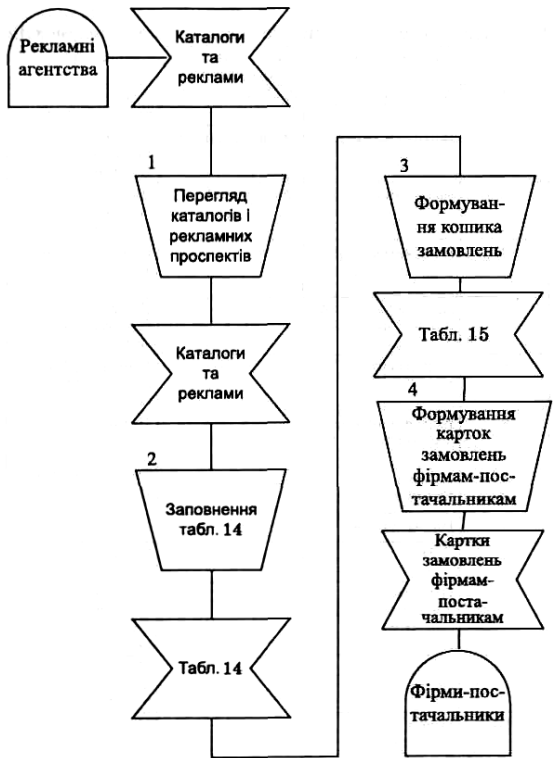 Рекламні
агентства
Каталоги
та
реклами
1
Перегляд
каталогів і
рекламних
проспектів
Каталоги
та
реклами
2
Заповнення
табл. 14
Табл. 14
3
Формуван-
ня кошика
замовлень
Табл. 15
4
Формування
карток
замовлень
фірмам-пос-
тачальникам
Картки
замовлень
фірмам-
поста-
чальникам
Фірми-пос-
тачальники